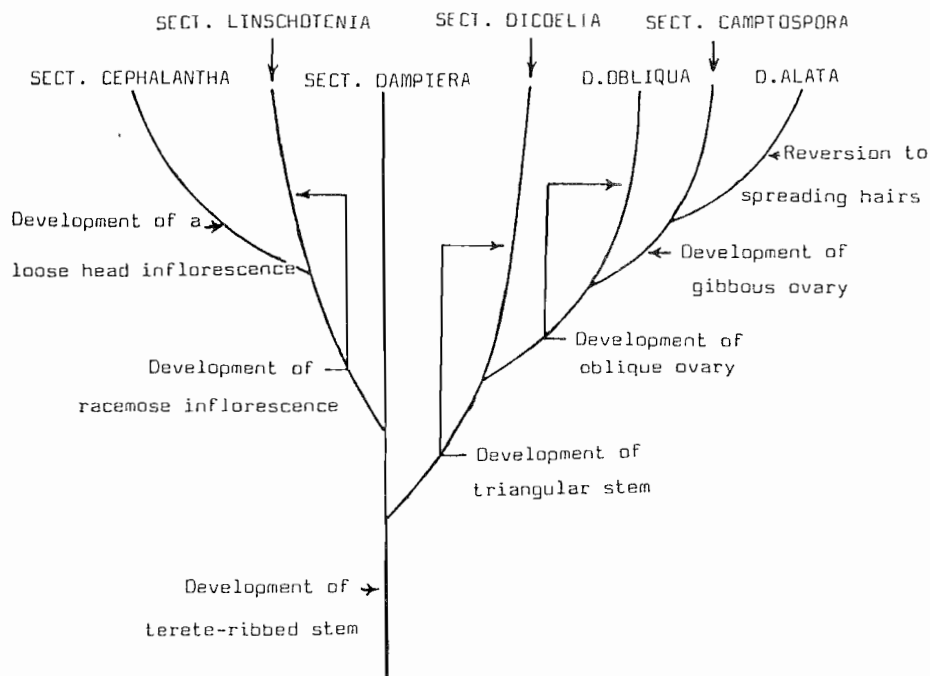 SECT. LINSCHOTENIA
SECT. DICOELIA
SECT. CAMPTOSPORA
SECT. CEPHALANTHA
SECT. DAMPIERA
D.OBLIQUA
D.ALATA
Reversion to
spreading hairs
Development of a
loose head inflorescence
Development of
gibbous ovary
Development of
oblique ovary
Development of
racemose inflorescence
Development of
triangular stem
Development of
terete-ribbed stem